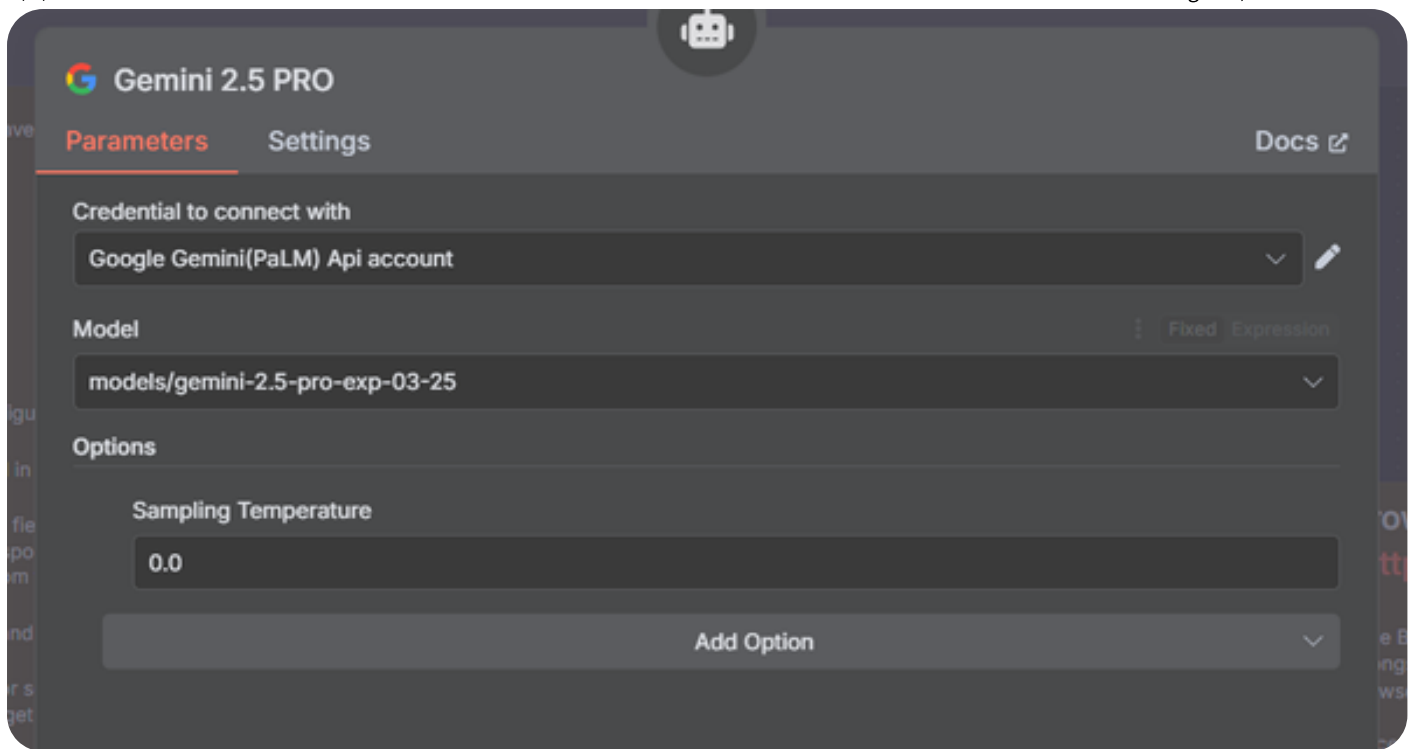 Gemini 2.5 PRO
Parameters Settings Docs
Credential to connect with
Google Gemini(PaLM) Api account
Model Fixed Expression
models/gemini-2.5-pro-exp-03-25
Options
Sampling Temperature
0.0
Add Option